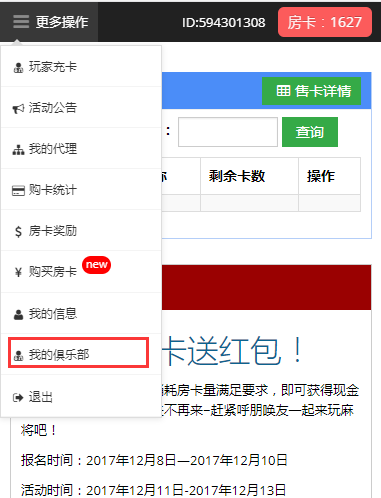 更多操作 ID:594301308 房卡：1627
玩家充卡
活动公告
我的代理
购卡统计
房卡奖励
购买房卡 new
我的信息
我的俱乐部
退出
售卡详情
： 查询
称 剩余卡数 操作
卡送红包！
消耗房卡量满足要求，即可获得现金
不再来~赶紧呼朋唤友一起来玩麻
将吧！
报名时间：2017年12月8日—2017年12月10日
活动时间：2017年12月11日-2017年12月13日